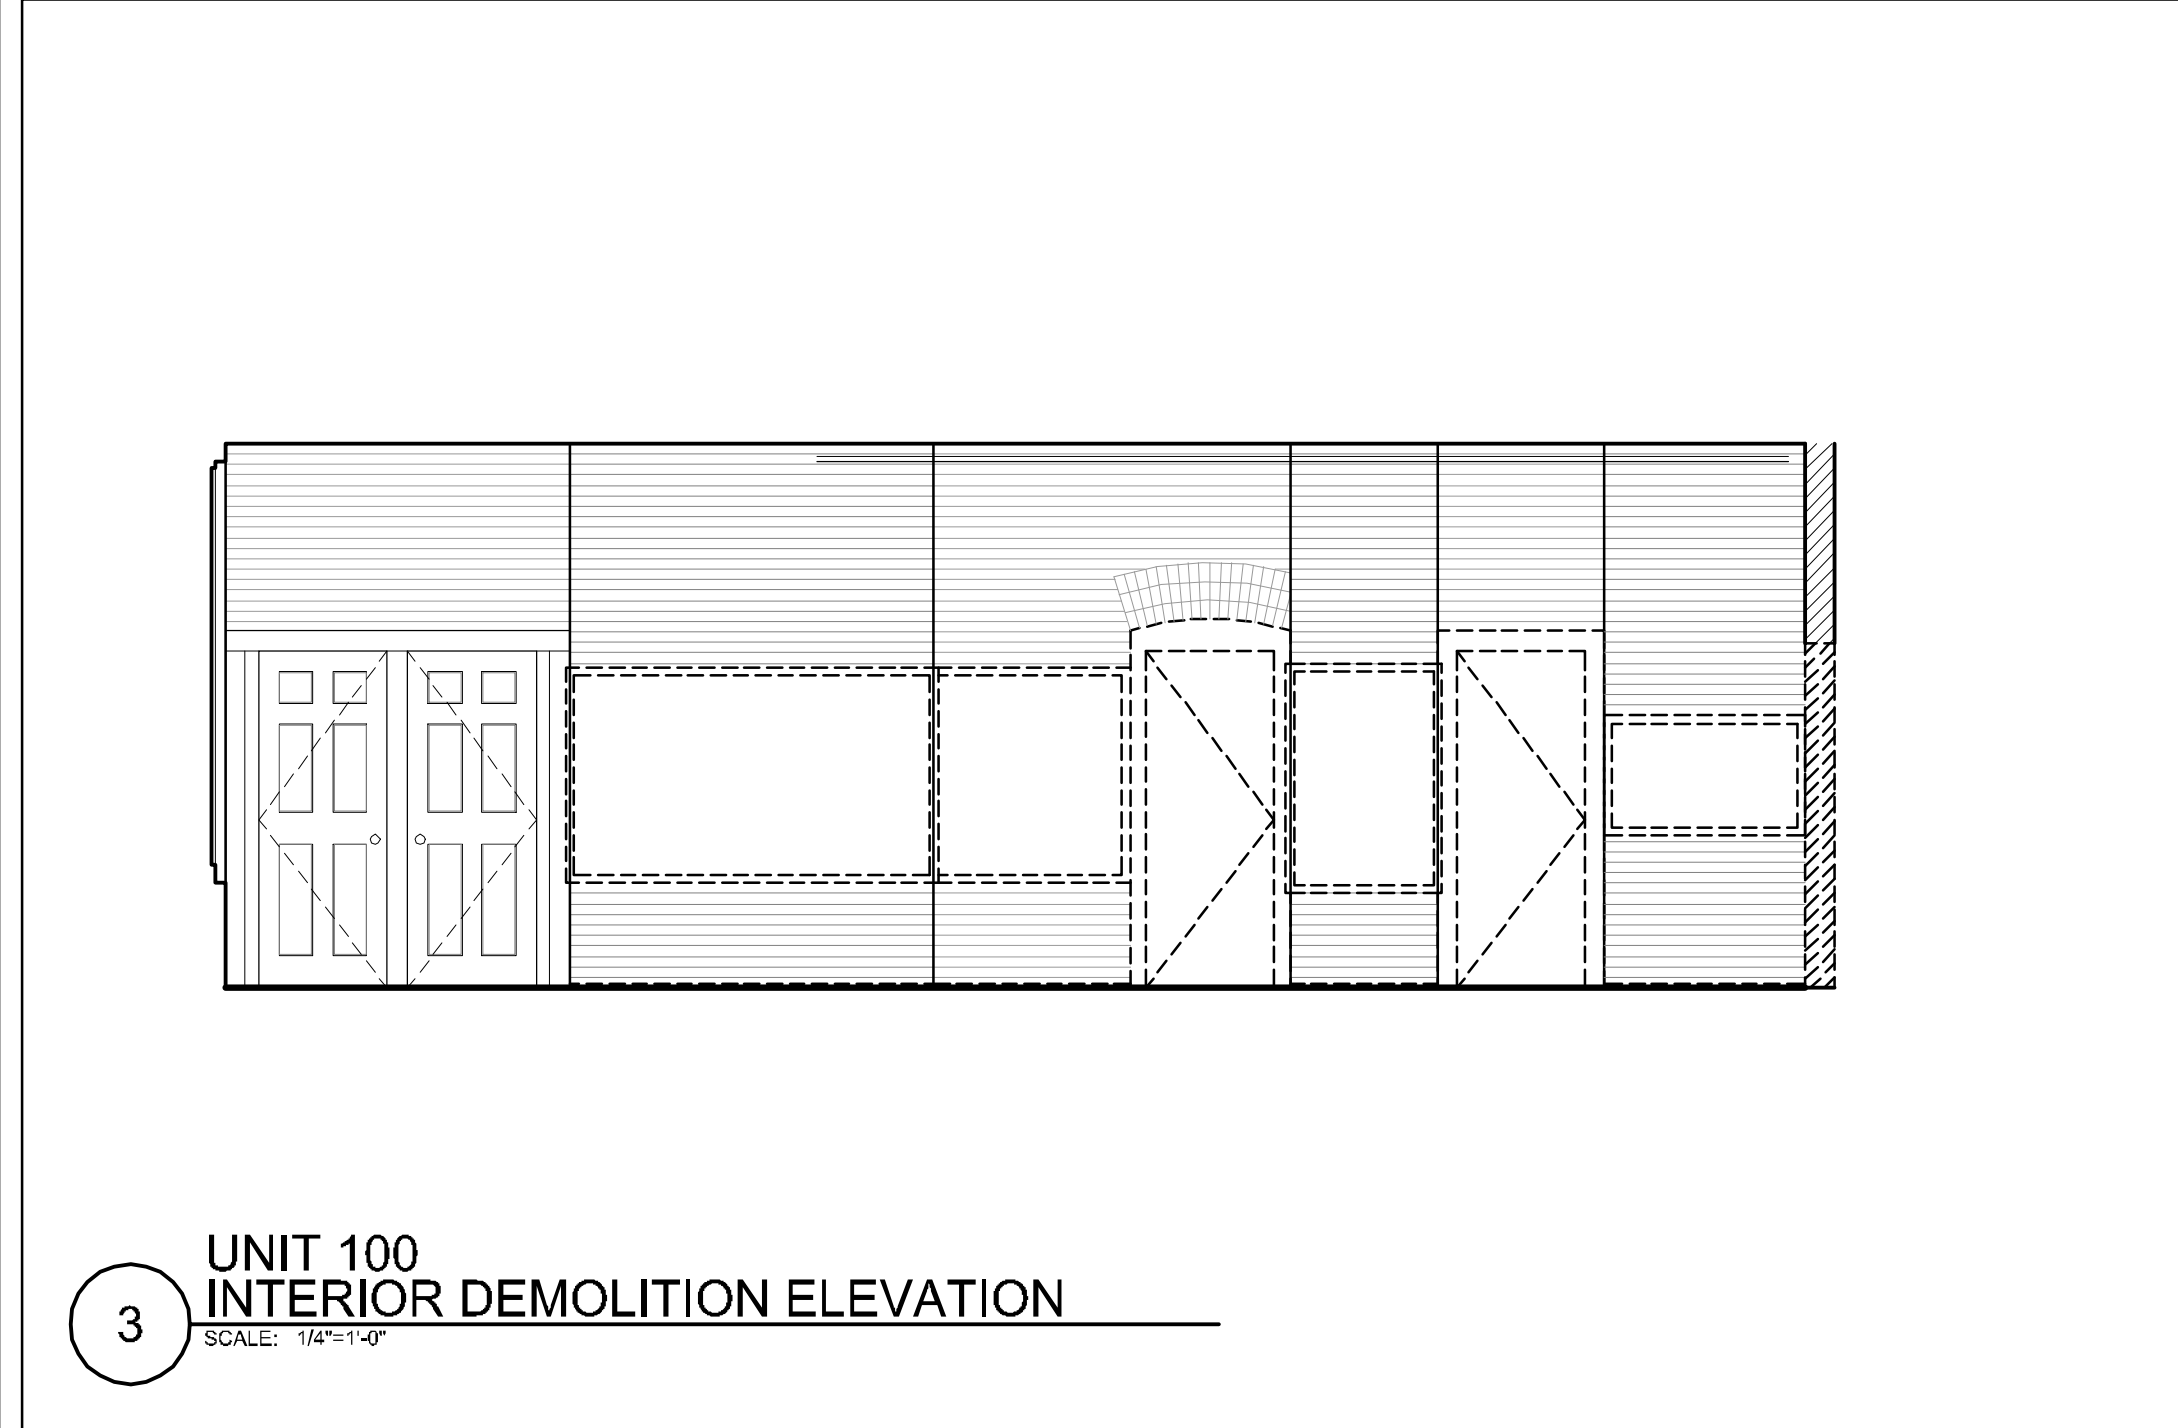 UNIT 100
INTERIOR DEMOLITION ELEVATION
3
SCALE: 1/4"=1'-0"